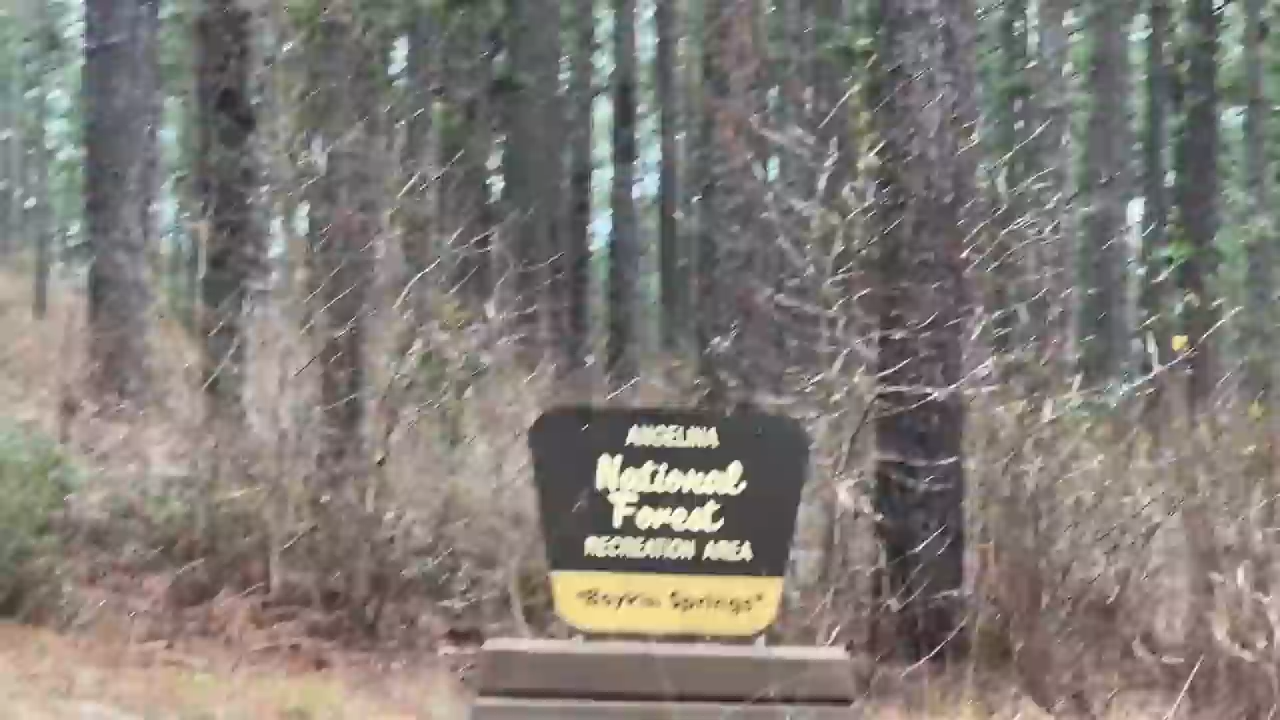 ANGELINA
National
Forest
RECREATION AREA
"Boykin Springs"